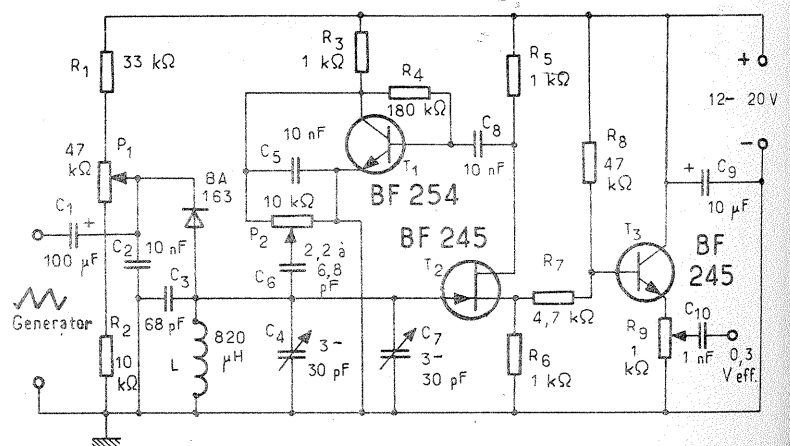 R1 33 kΩ
R3
1 kΩ
R4
180 kΩ
R5
1 kΩ
+
12– 20 V
–
P1
47
kΩ
10 nF
C5
C8
10 nF
T1
BF 254
R8
47
kΩ
+ C9
10 µF
BA
163
10 kΩ
P2
C1
+
100 µF
C2
10 nF
2,2 à
6,8
pF
C6
BF 245
T2
R7
4,7 kΩ
T3
BF
245
C3
68 pF
Generator
R2
10
kΩ
L
820
µH
C4
3–
30 pF
C7
3–
30 pF
R6
1 kΩ
R9
1
kΩ
C10
1 nF
0,3
V eff.